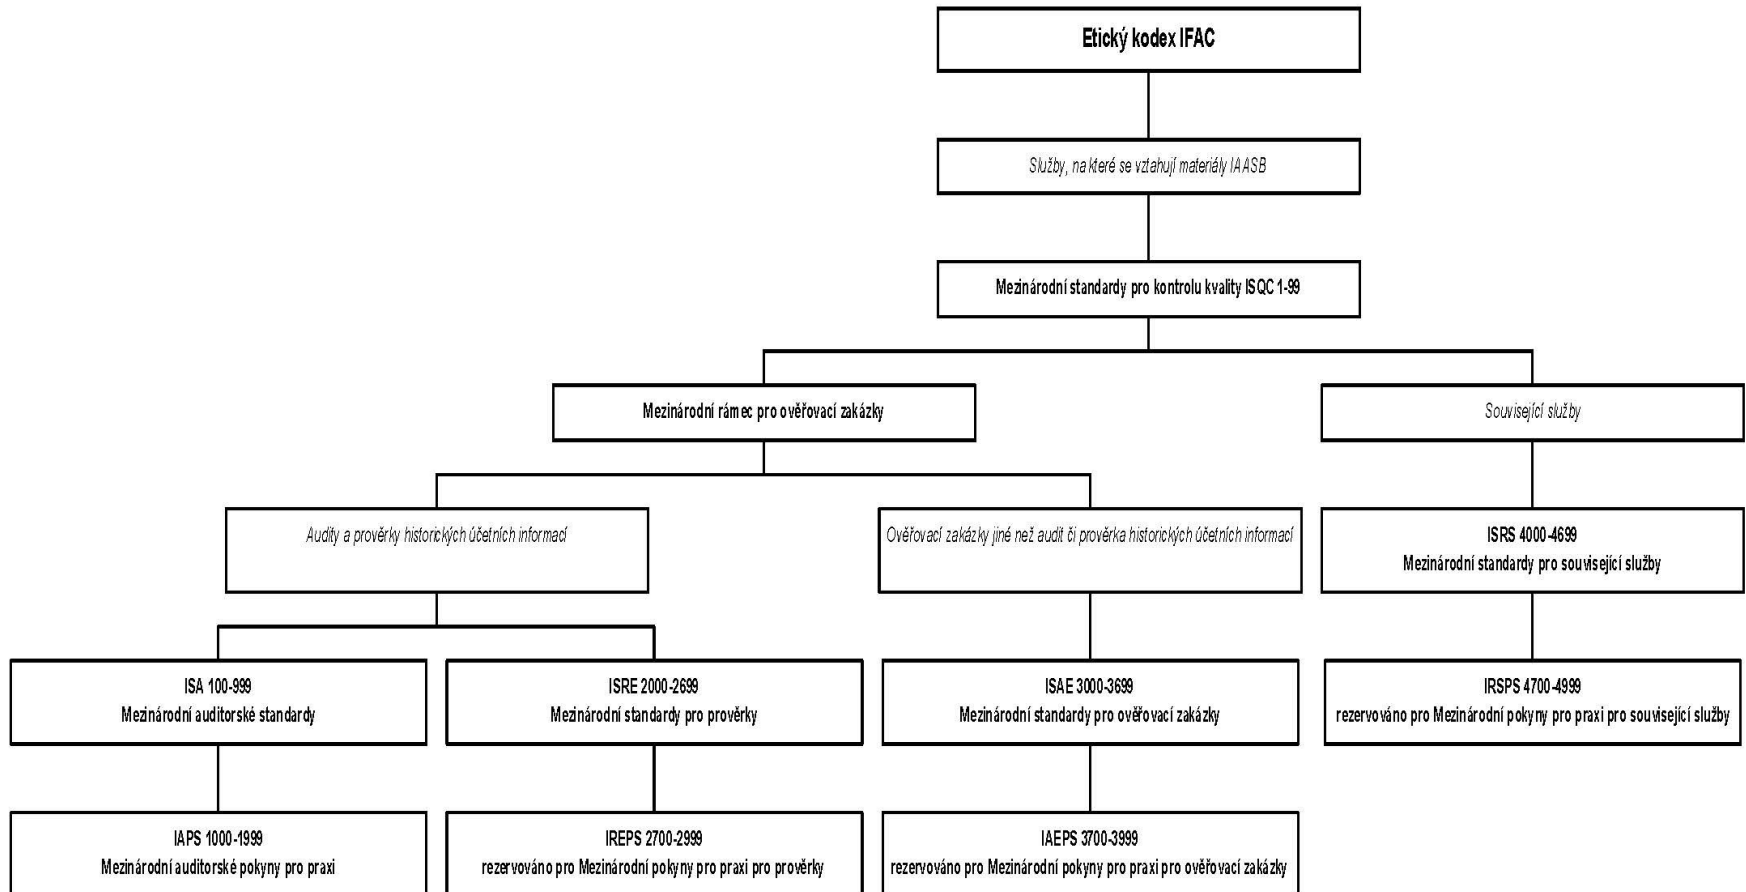 Etický kodex IFAC
Služby, na které se vztahují materiály IAASB
Mezinárodní standardy pro kontrolu kvality ISQC 1-99
Mezinárodní rámec pro ověřovací zakázky
Související služby
Audity a prověrky historických účetních informací
Ověřovací zakázky jiné než audit či prověrka historických účetních informací
ISRS 4000-4699
Mezinárodní standardy pro související služby
ISA 100-999
Mezinárodní auditorské standardy
ISRE 2000-2699
Mezinárodní standardy pro prověrky
ISAE 3000-3699
Mezinárodní standardy pro ověřovací zakázky
IRSPS 4700-4999
rezervováno pro Mezinárodní pokyny pro praxi pro související služby
IAPS 1000-1999
Mezinárodní auditorské pokyny pro praxi
IREPS 2700-2999
rezervováno pro Mezinárodní pokyny pro praxi pro prověrky
IAEPS 3700-3999
rezervováno pro Mezinárodní pokyny pro praxi pro ověřovací zakázky